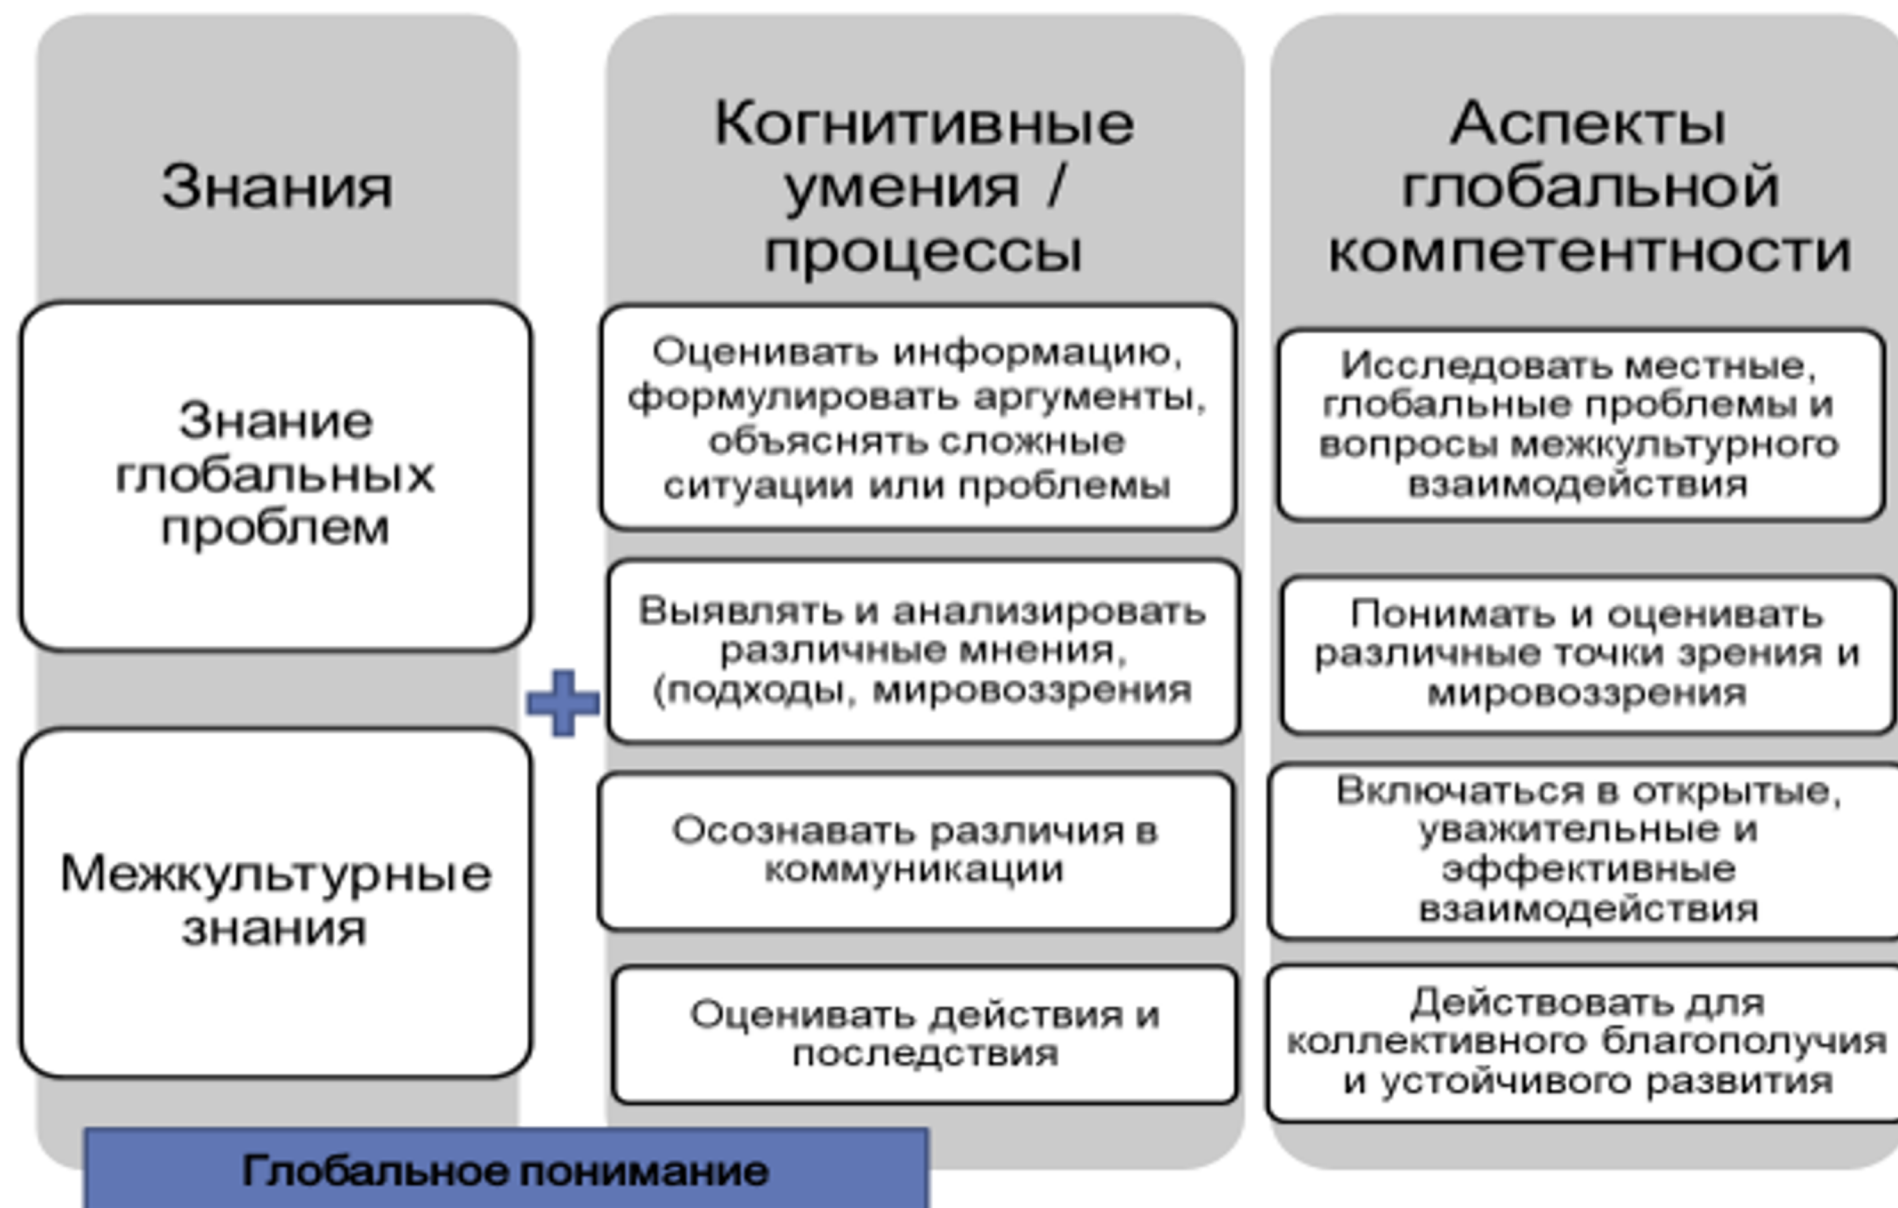 Знания
Знание
глобальных
проблем
Межкультурные
знания
Когнитивные
умения /
процессы
Оценивать информацию,
формулировать аргументы,
объяснять сложные
ситуации или проблемы
Выявлять и анализировать
различные мнения,
(подходы, мировоззрения
Осознавать различия в
коммуникации
Оценивать действия и
последствия
Аспекты
глобальной
компетентности
Исследовать местные,
глобальные проблемы и
вопросы межкультурного
взаимодействия
Понимать и оценивать
различные точки зрения и
мировоззрения
Включаться в открытые,
уважительные и
эффективные
взаимодействия
Действовать для
коллективного благополучия
и устойчивого развития
Глобальное понимание